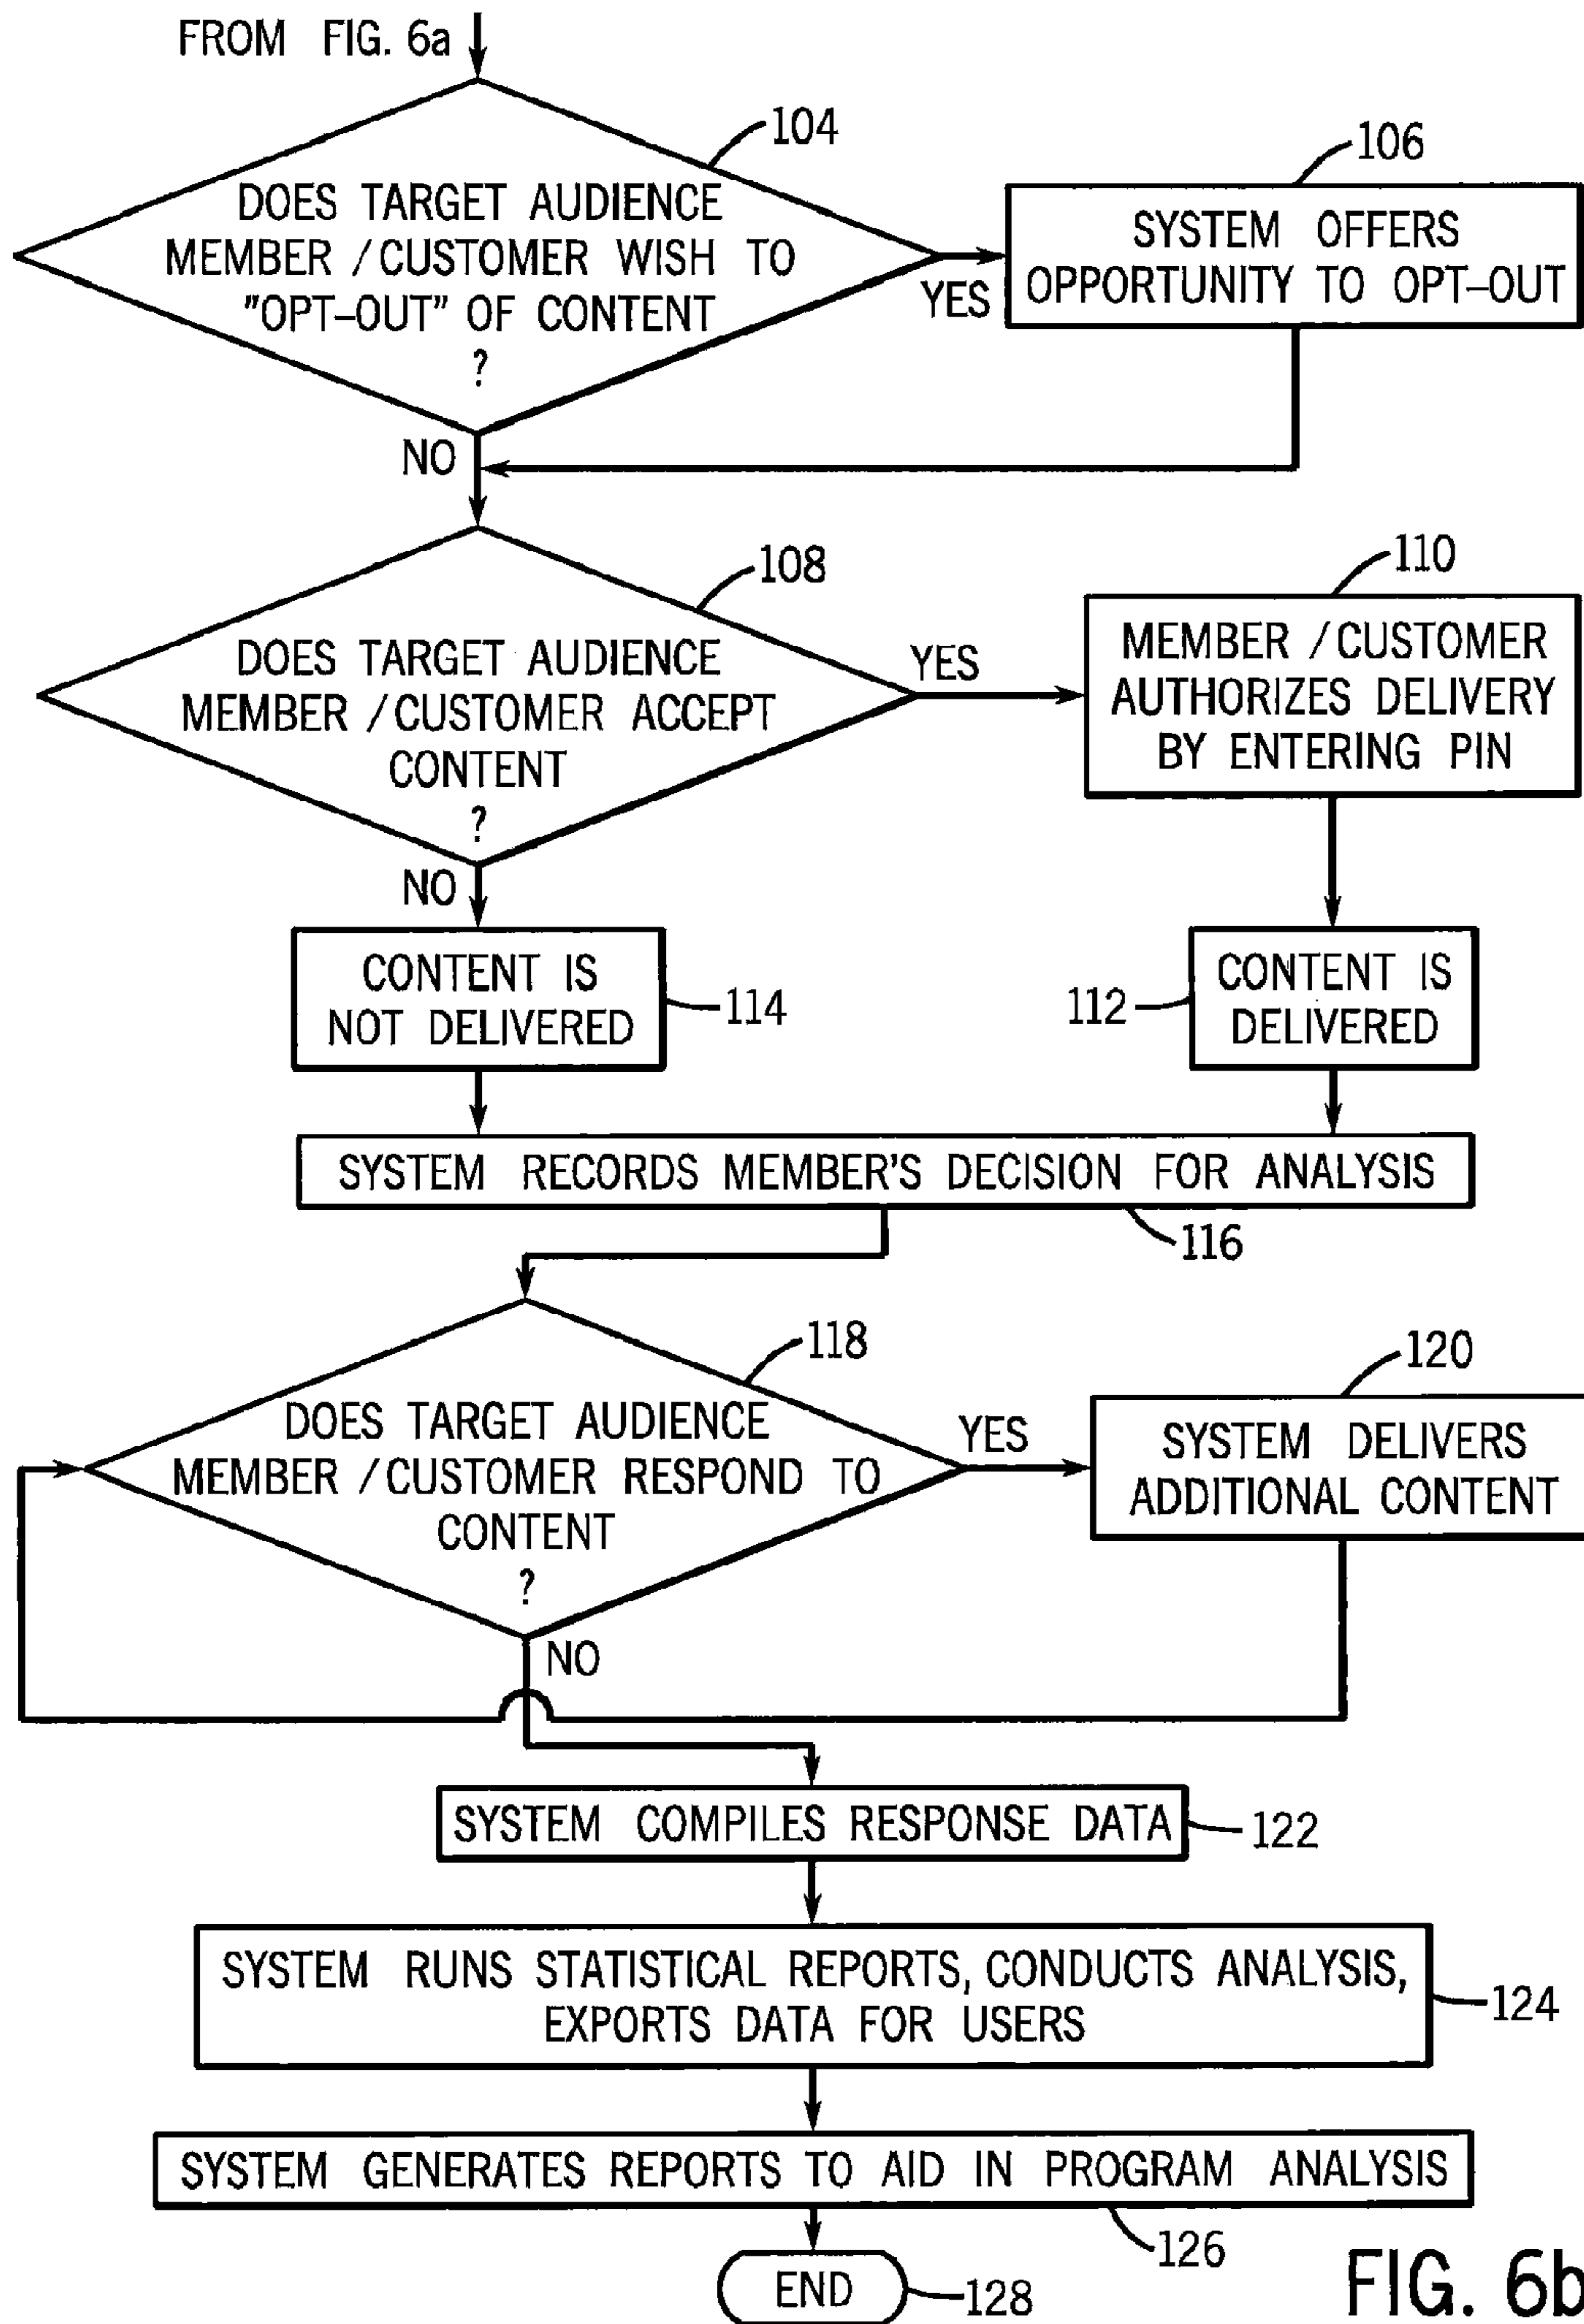 FROM FIG. 6a
104
DOES TARGET AUDIENCE
MEMBER /CUSTOMER WISH TO
"OPT-OUT" OF CONTENT
?
YES
NO
106
SYSTEM OFFERS
OPPORTUNITY TO OPT-OUT
108
DOES TARGET AUDIENCE
MEMBER /CUSTOMER ACCEPT
CONTENT
?
YES
NO
110
MEMBER /CUSTOMER
AUTHORIZES DELIVERY
BY ENTERING PIN
CONTENT IS
NOT DELIVERED
114
112
CONTENT IS
DELIVERED
SYSTEM RECORDS MEMBER'S DECISION FOR ANALYSIS
116
118
DOES TARGET AUDIENCE
MEMBER /CUSTOMER RESPOND TO
CONTENT
?
YES
NO
120
SYSTEM DELIVERS
ADDITIONAL CONTENT
SYSTEM COMPILES RESPONSE DATA
122
SYSTEM RUNS STATISTICAL REPORTS, CONDUCTS ANALYSIS,
EXPORTS DATA FOR USERS
124
SYSTEM GENERATES REPORTS TO AID IN PROGRAM ANALYSIS
126
END
128
FIG. 6b